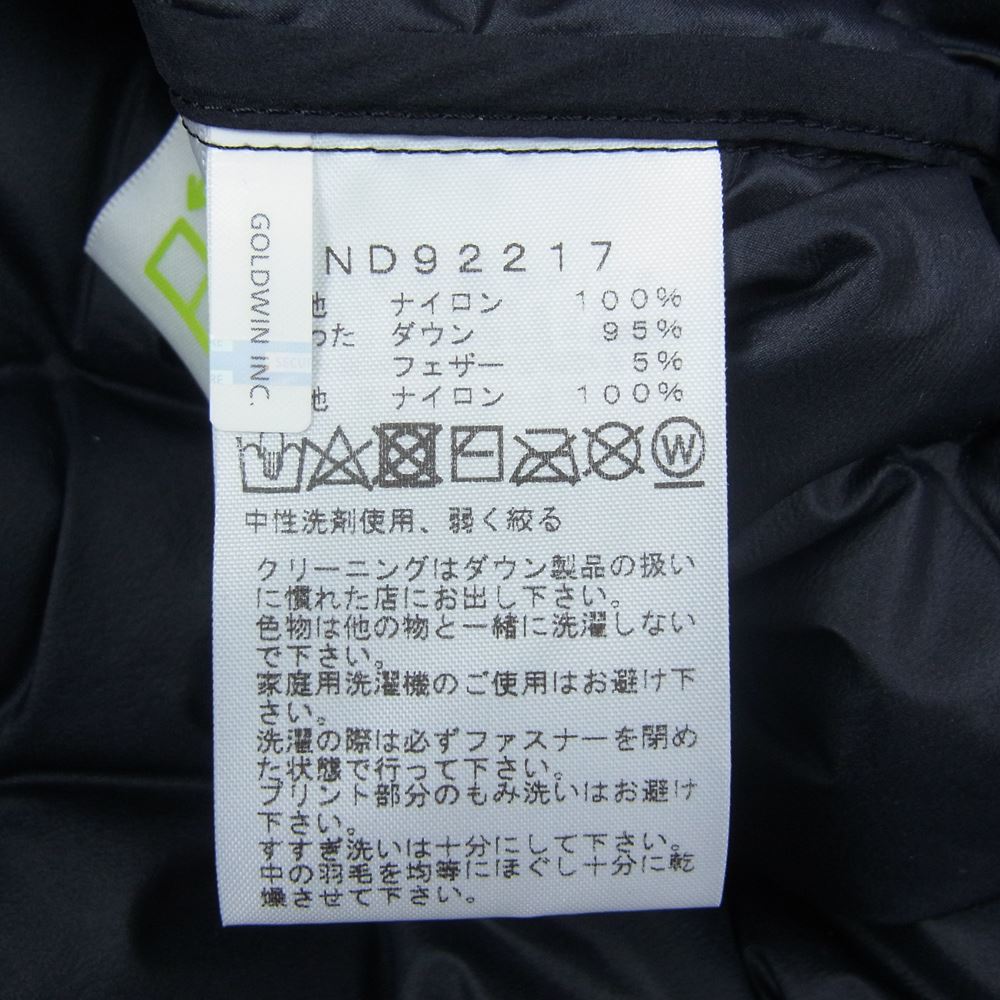 GOLDWIN INC.
ND92217
地 ナイロン 100%
わた ダウン 95%
フェザー 5%
地 ナイロン 100%
W
中性洗剤使用、弱く絞る
クリーニングはダウン製品の扱い
に慣れた店にお出し下さい。
色物は他の物と一緒に洗濯しない
で下さい。
家庭用洗濯機のご使用はお避け下
さい。
洗濯の際は必ずファスナーを閉め
た状態で行って下さい。
プリント部分のもみ洗いはお避け
下さい。
すすぎ洗いは十分にして下さい。
中の羽毛を均等にほぐし十分に乾
燥させて下さい。